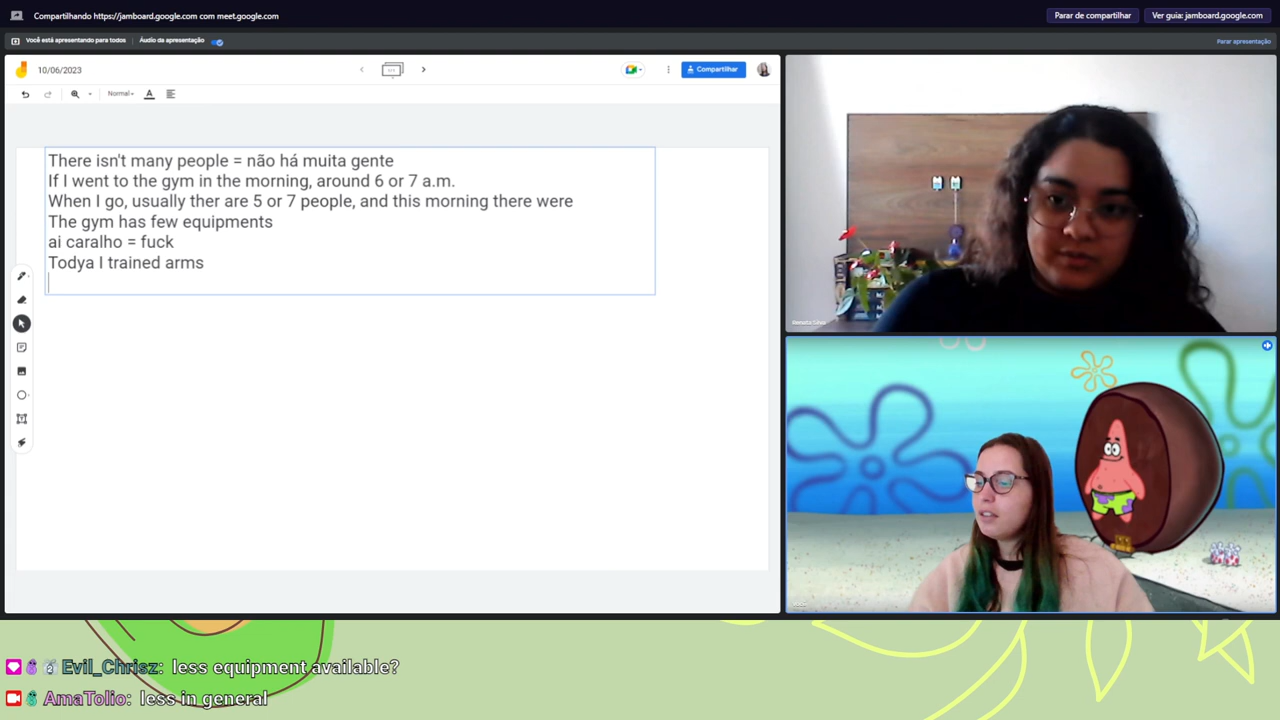 Compartilhando https://jamboard.google.com com meet.google.com
Parar de compartilhar
Ver guia: jamboard.google.com
Você está apresentando para todos
Áudio da apresentação
Parar apresentação
10/06/2023
Compartilhar
Normal
There isn't many people = não há muita gente
If I went to the gym in the morning, around 6 or 7 a.m.
When I go, usually ther are 5 or 7 people, and this morning there were
The gym has few equipments
ai caralho = fuck
Todya I trained arms
Renata Silva
Evil_Chrisz: less equipment available?
AmaTolio: less in general